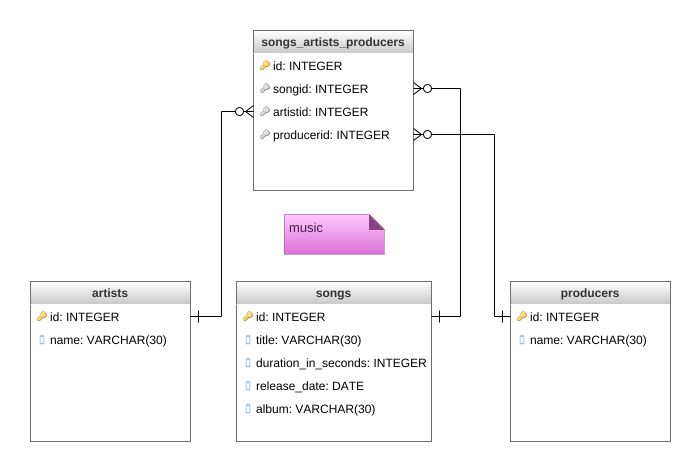 songs_artists_producers
id: INTEGER
songid: INTEGER
artistid: INTEGER
producerid: INTEGER
music
artists
id: INTEGER
name: VARCHAR(30)
songs
id: INTEGER
title: VARCHAR(30)
duration_in_seconds: INTEGER
release_date: DATE
album: VARCHAR(30)
producers
id: INTEGER
name: VARCHAR(30)